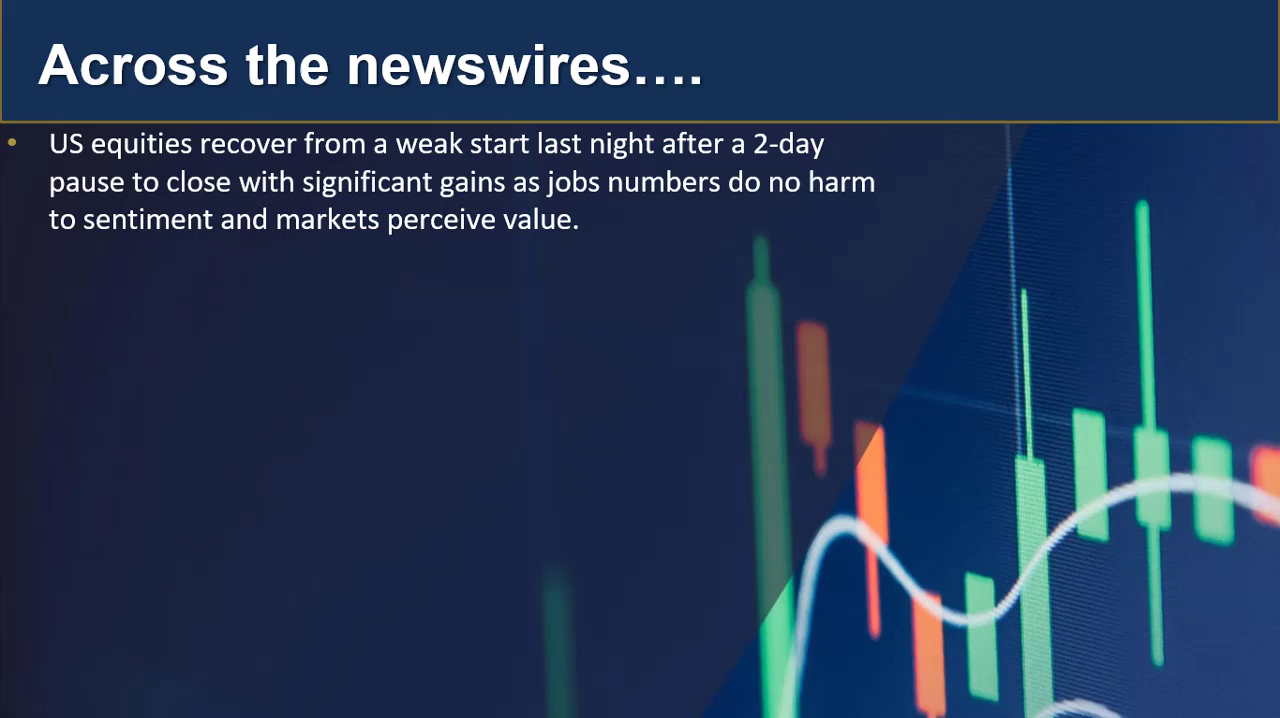 Across the newswires….
• US equities recover from a weak start last night after a 2-day
pause to close with significant gains as jobs numbers do no harm
to sentiment and markets perceive value.